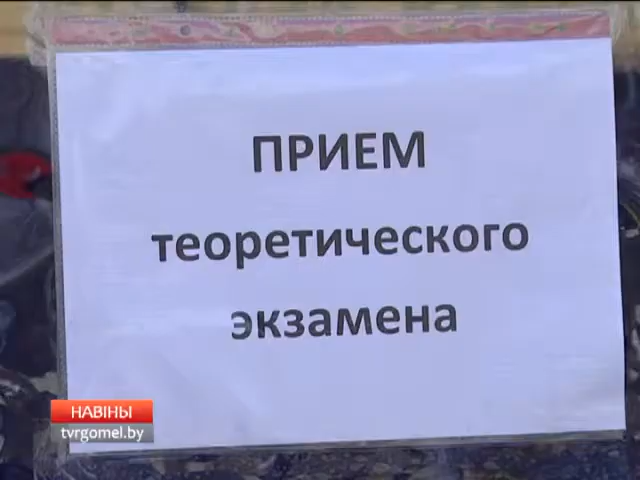 ПРИЕМ
теоретического
экзамена
НАВІНЫ
tvrgomel.by